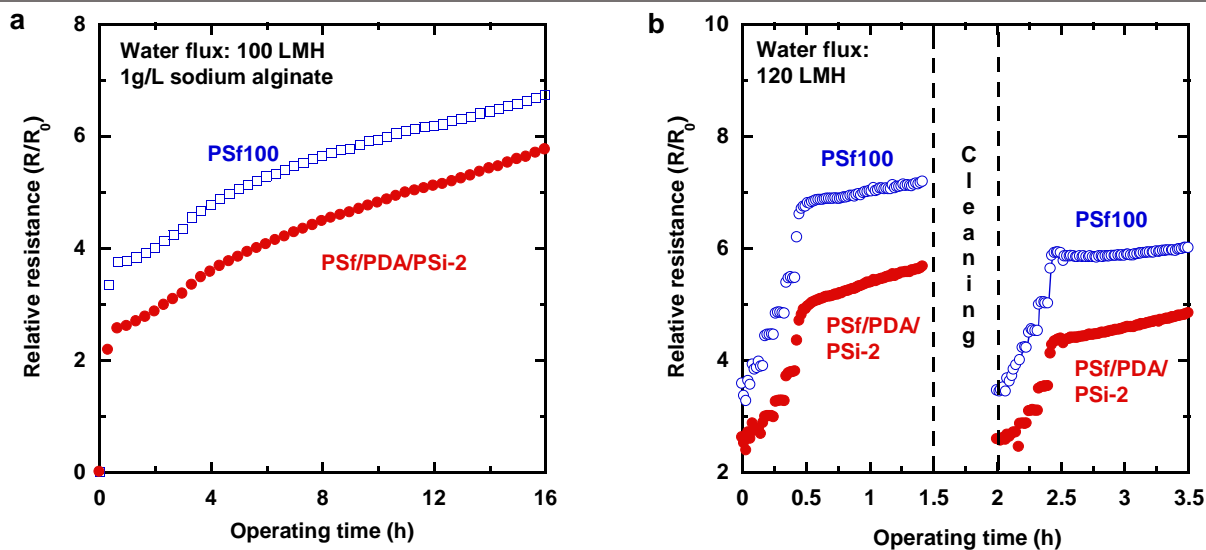 a
Water flux: 100 LMH
1g/L sodium alginate
PSf100
PSf/PDA/PSi-2
Relative resistance (R/R0)
8
6
4
2
0
0 4 8 12 16
Operating time (h)
b
Water flux:
120 LMH
PSf100
PSf/PDA/
PSi-2
Cleaning
PSf100
PSf/PDA/
PSi-2
Relative resistance (R/R0)
10
8
6
4
2
0 0.5 1 1.5 2 2.5 3 3.5
Operating time (h)